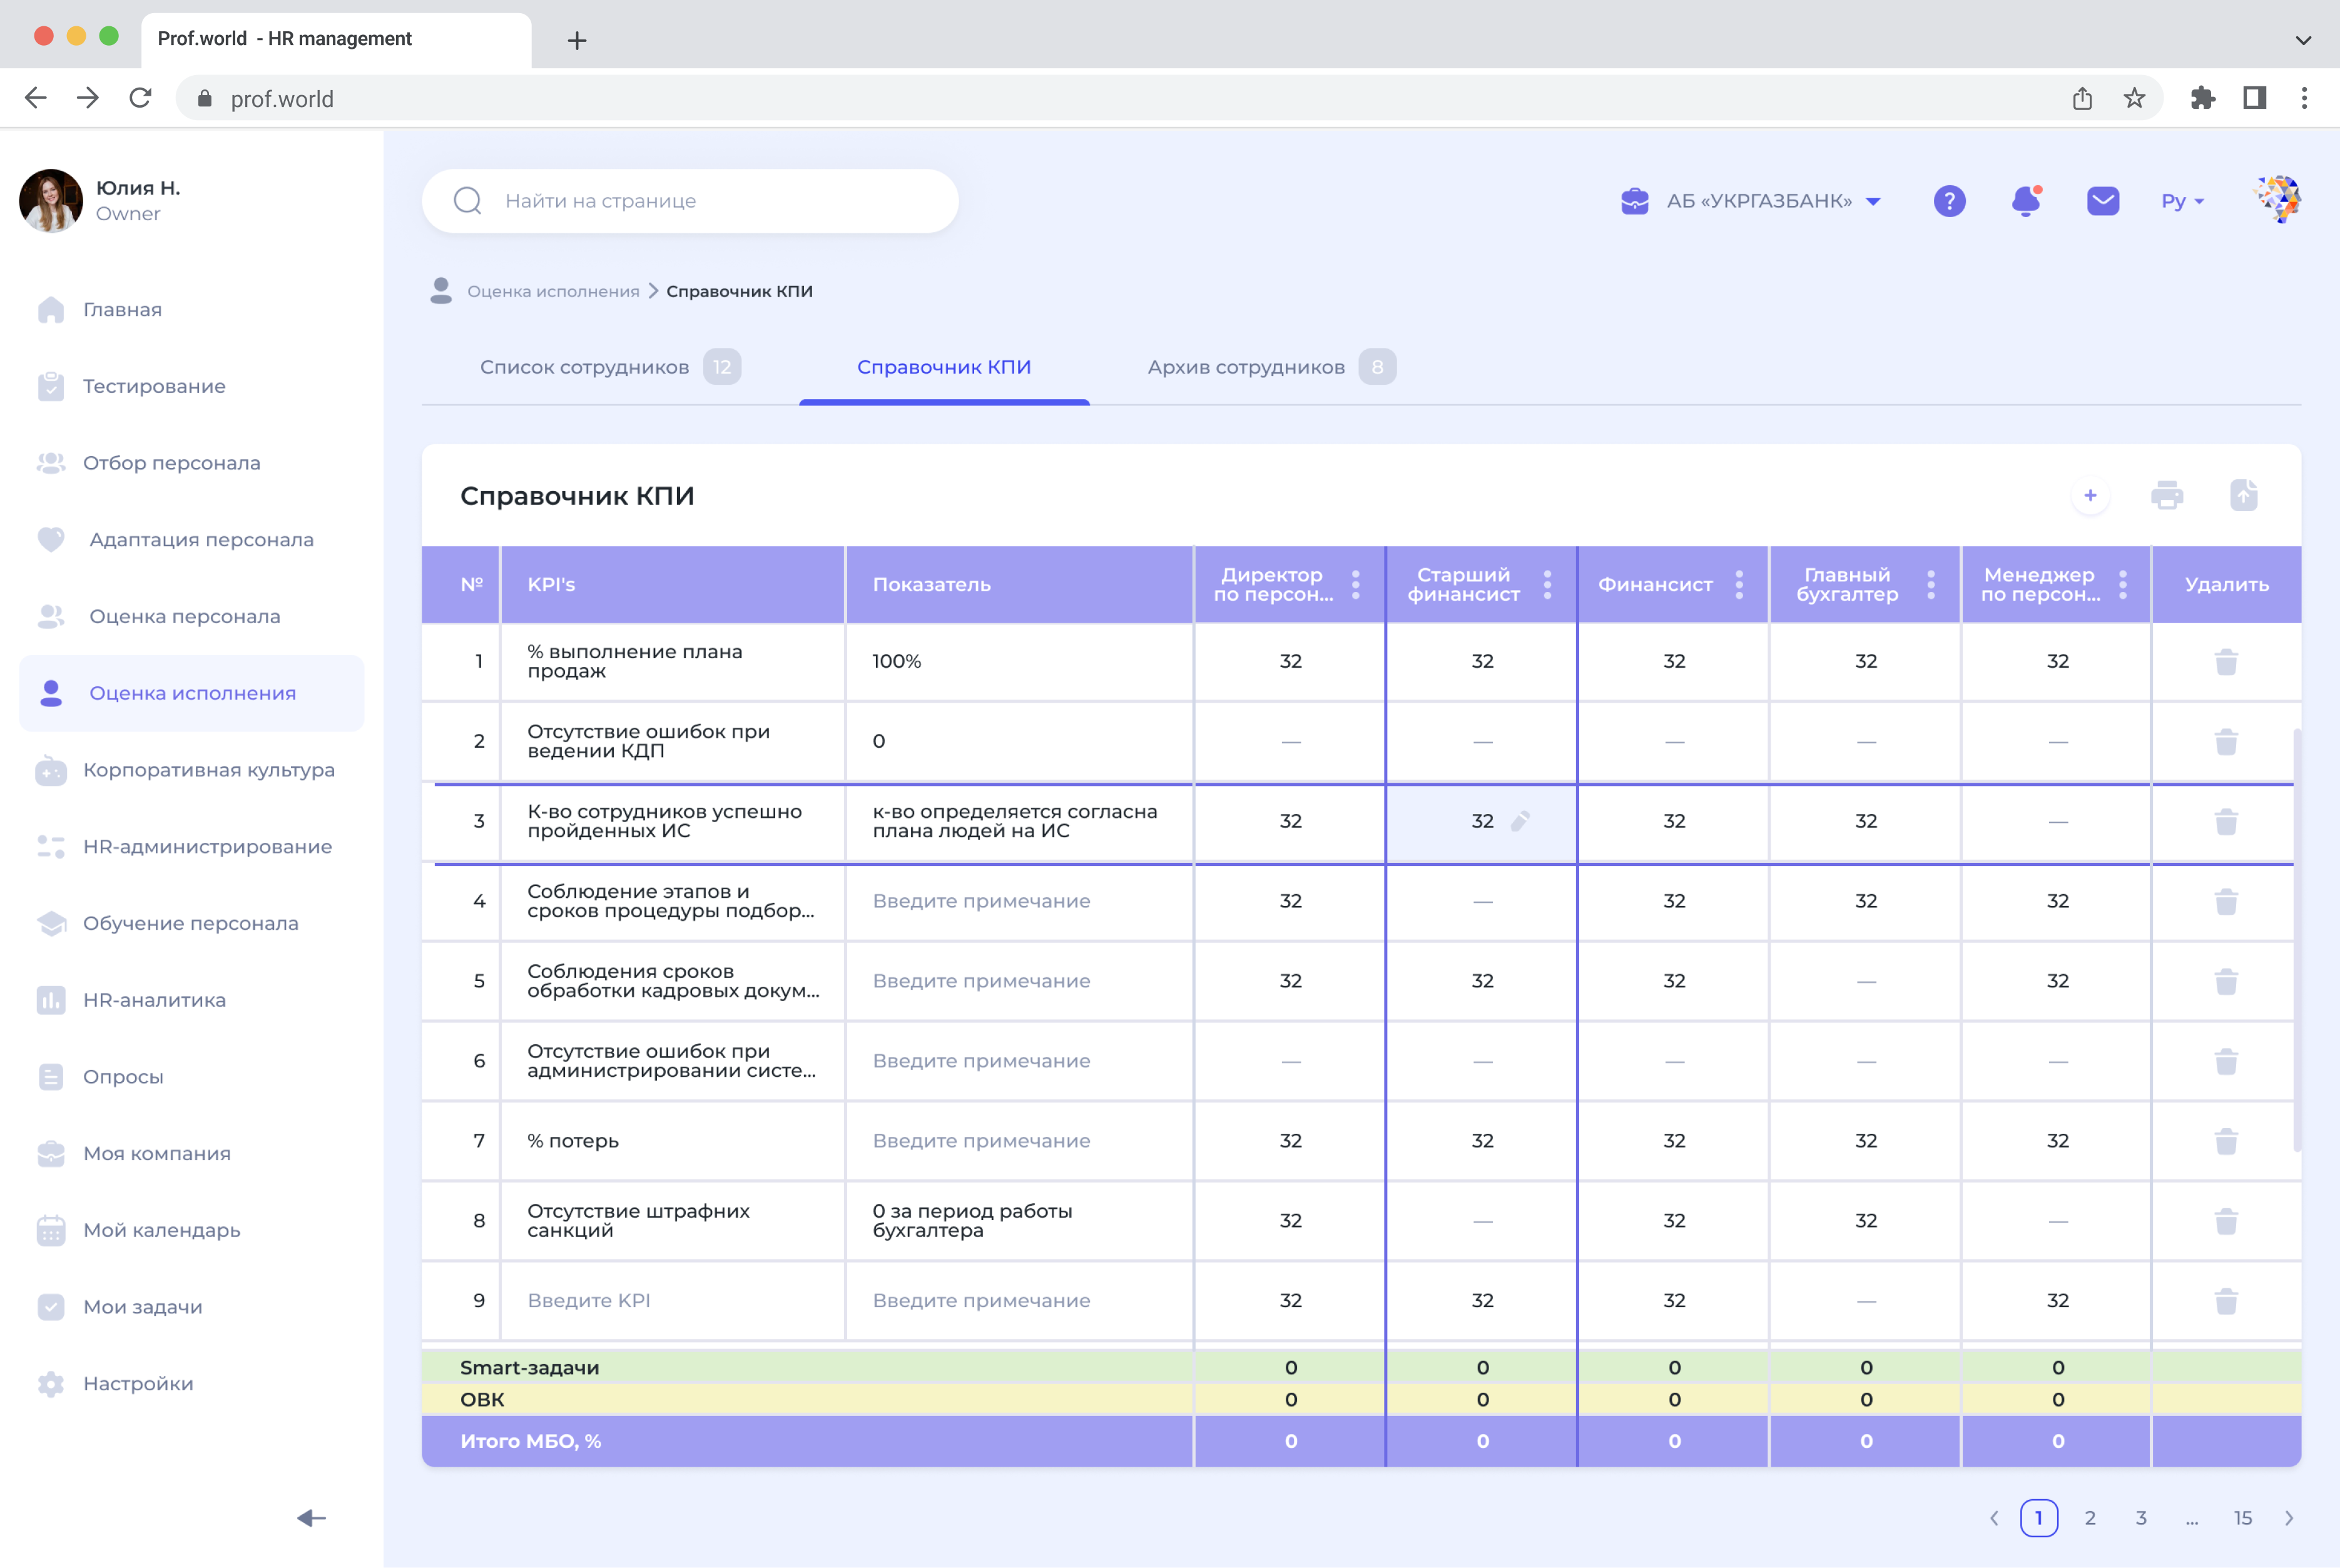 Prof.world - HR management
prof.world
Юлия Н.
Owner
Главная
Тестирование
Отбор персонала
Адаптация персонала
Оценка персонала
Оценка исполнения
Корпоративная культура
HR-администрирование
Обучение персонала
HR-аналитика
Опросы
Моя компания
Мой календарь
Мои задачи
Настройки
Найти на странице
АБ «УКРГАЗБАНК»
?
Ру
Оценка исполнения > Справочник КПИ
Список сотрудников 12
Справочник КПИ
Архив сотрудников 8
Справочник КПИ
№ KPI's Показатель
Директор
по персон...
Старший
финансист
Финансист
Главный
бухгалтер
Менеджер
по персон...
Удалить
1
% выполнение плана
продаж
100% 32 32 32 32 32
2
Отсутствие ошибок при
ведении КДП
0 — — — — —
3
К-во сотрудников успешно
пройденных ИС
к-во определяется согласна
плана людей на ИС
32 32 32 32 —
4
Соблюдение этапов и
сроков процедуры подбор...
Введите примечание 32 — 32 32 32
5
Соблюдения сроков
обработки кадровых докум...
Введите примечание 32 32 32 — 32
6
Отсутствие ошибок при
администрировании систе...
Введите примечание — — — — —
7 % потерь Введите примечание 32 32 32 32 32
8
Отсутствие штрафних
санкций
0 за период работы
бухгалтера
32 — 32 32 —
9 Введите KPI Введите примечание 32 32 32 — 32
Smart-задачи 0 0 0 0 0
ОВК 0 0 0 0 0
Итого МБО, % 0 0 0 0 0
1 2 3 ... 15